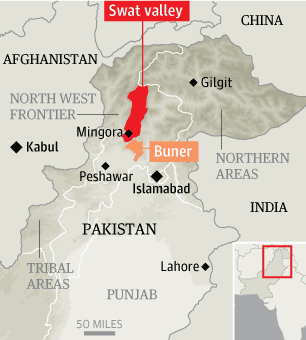 Swat valley
CHINA
AFGHANISTAN
Gilgit
NORTH WEST
FRONTIER
Mingora
Kabul
Buner
NORTHERN
AREAS
Peshawar
Islamabad
INDIA
PAKISTAN
TRIBAL
AREAS
Lahore
PUNJAB
50 MILES